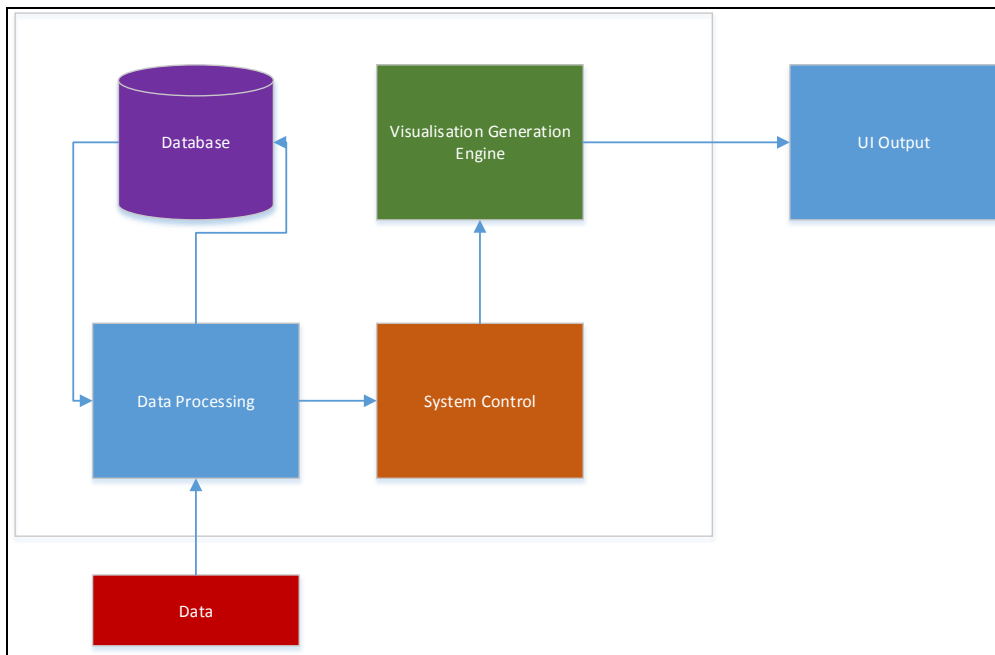 Database
Visualisation Generation
Engine
UI Output
Data Processing
System Control
Data